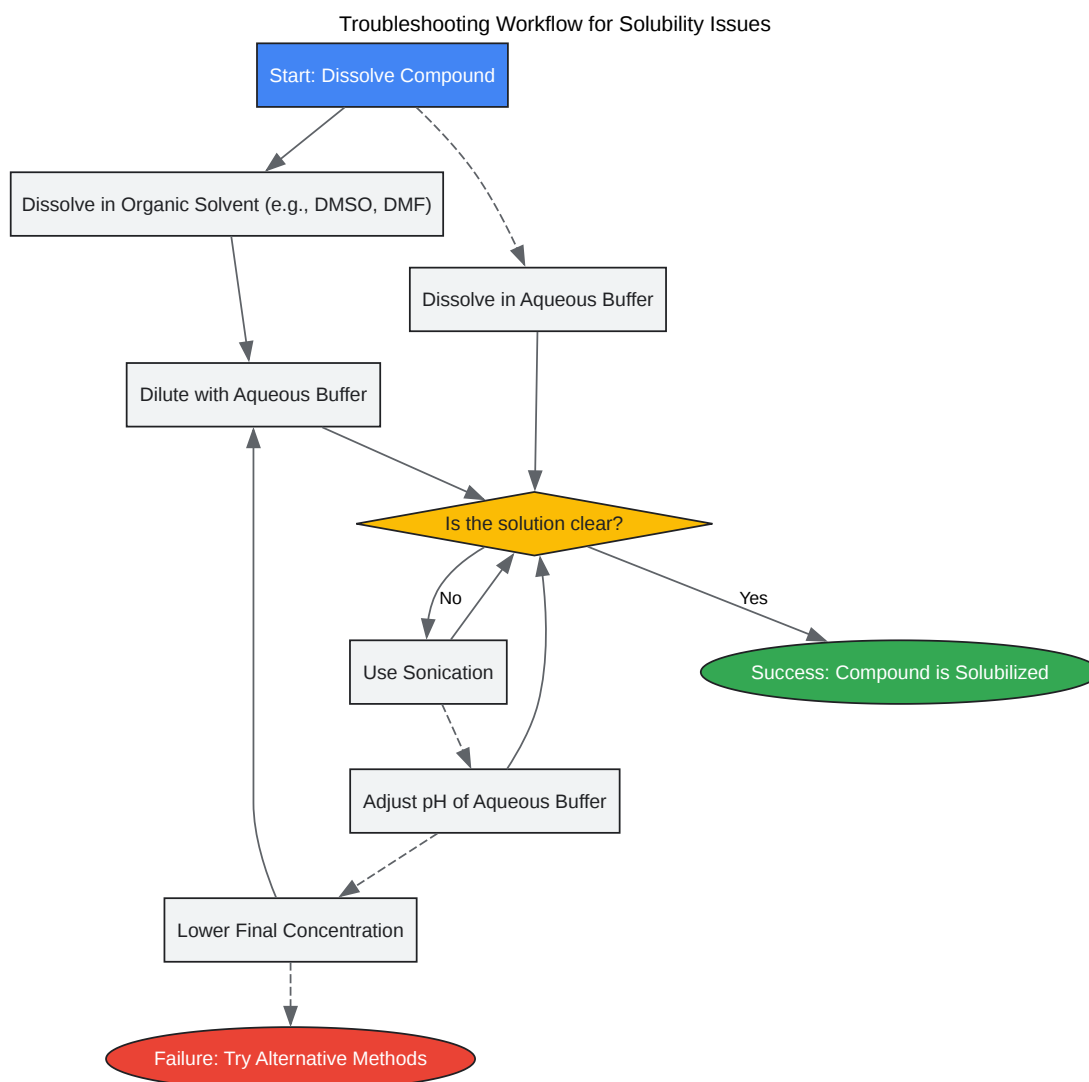 Troubleshooting Workflow for Solubility Issues
Start: Dissolve Compound
Dissolve in Organic Solvent (e.g., DMSO, DMF)
Dissolve in Aqueous Buffer
Dilute with Aqueous Buffer
Is the solution clear?
No
Yes
Use Sonication
Success: Compound is Solubilized
Adjust pH of Aqueous Buffer
Lower Final Concentration
Failure: Try Alternative Methods